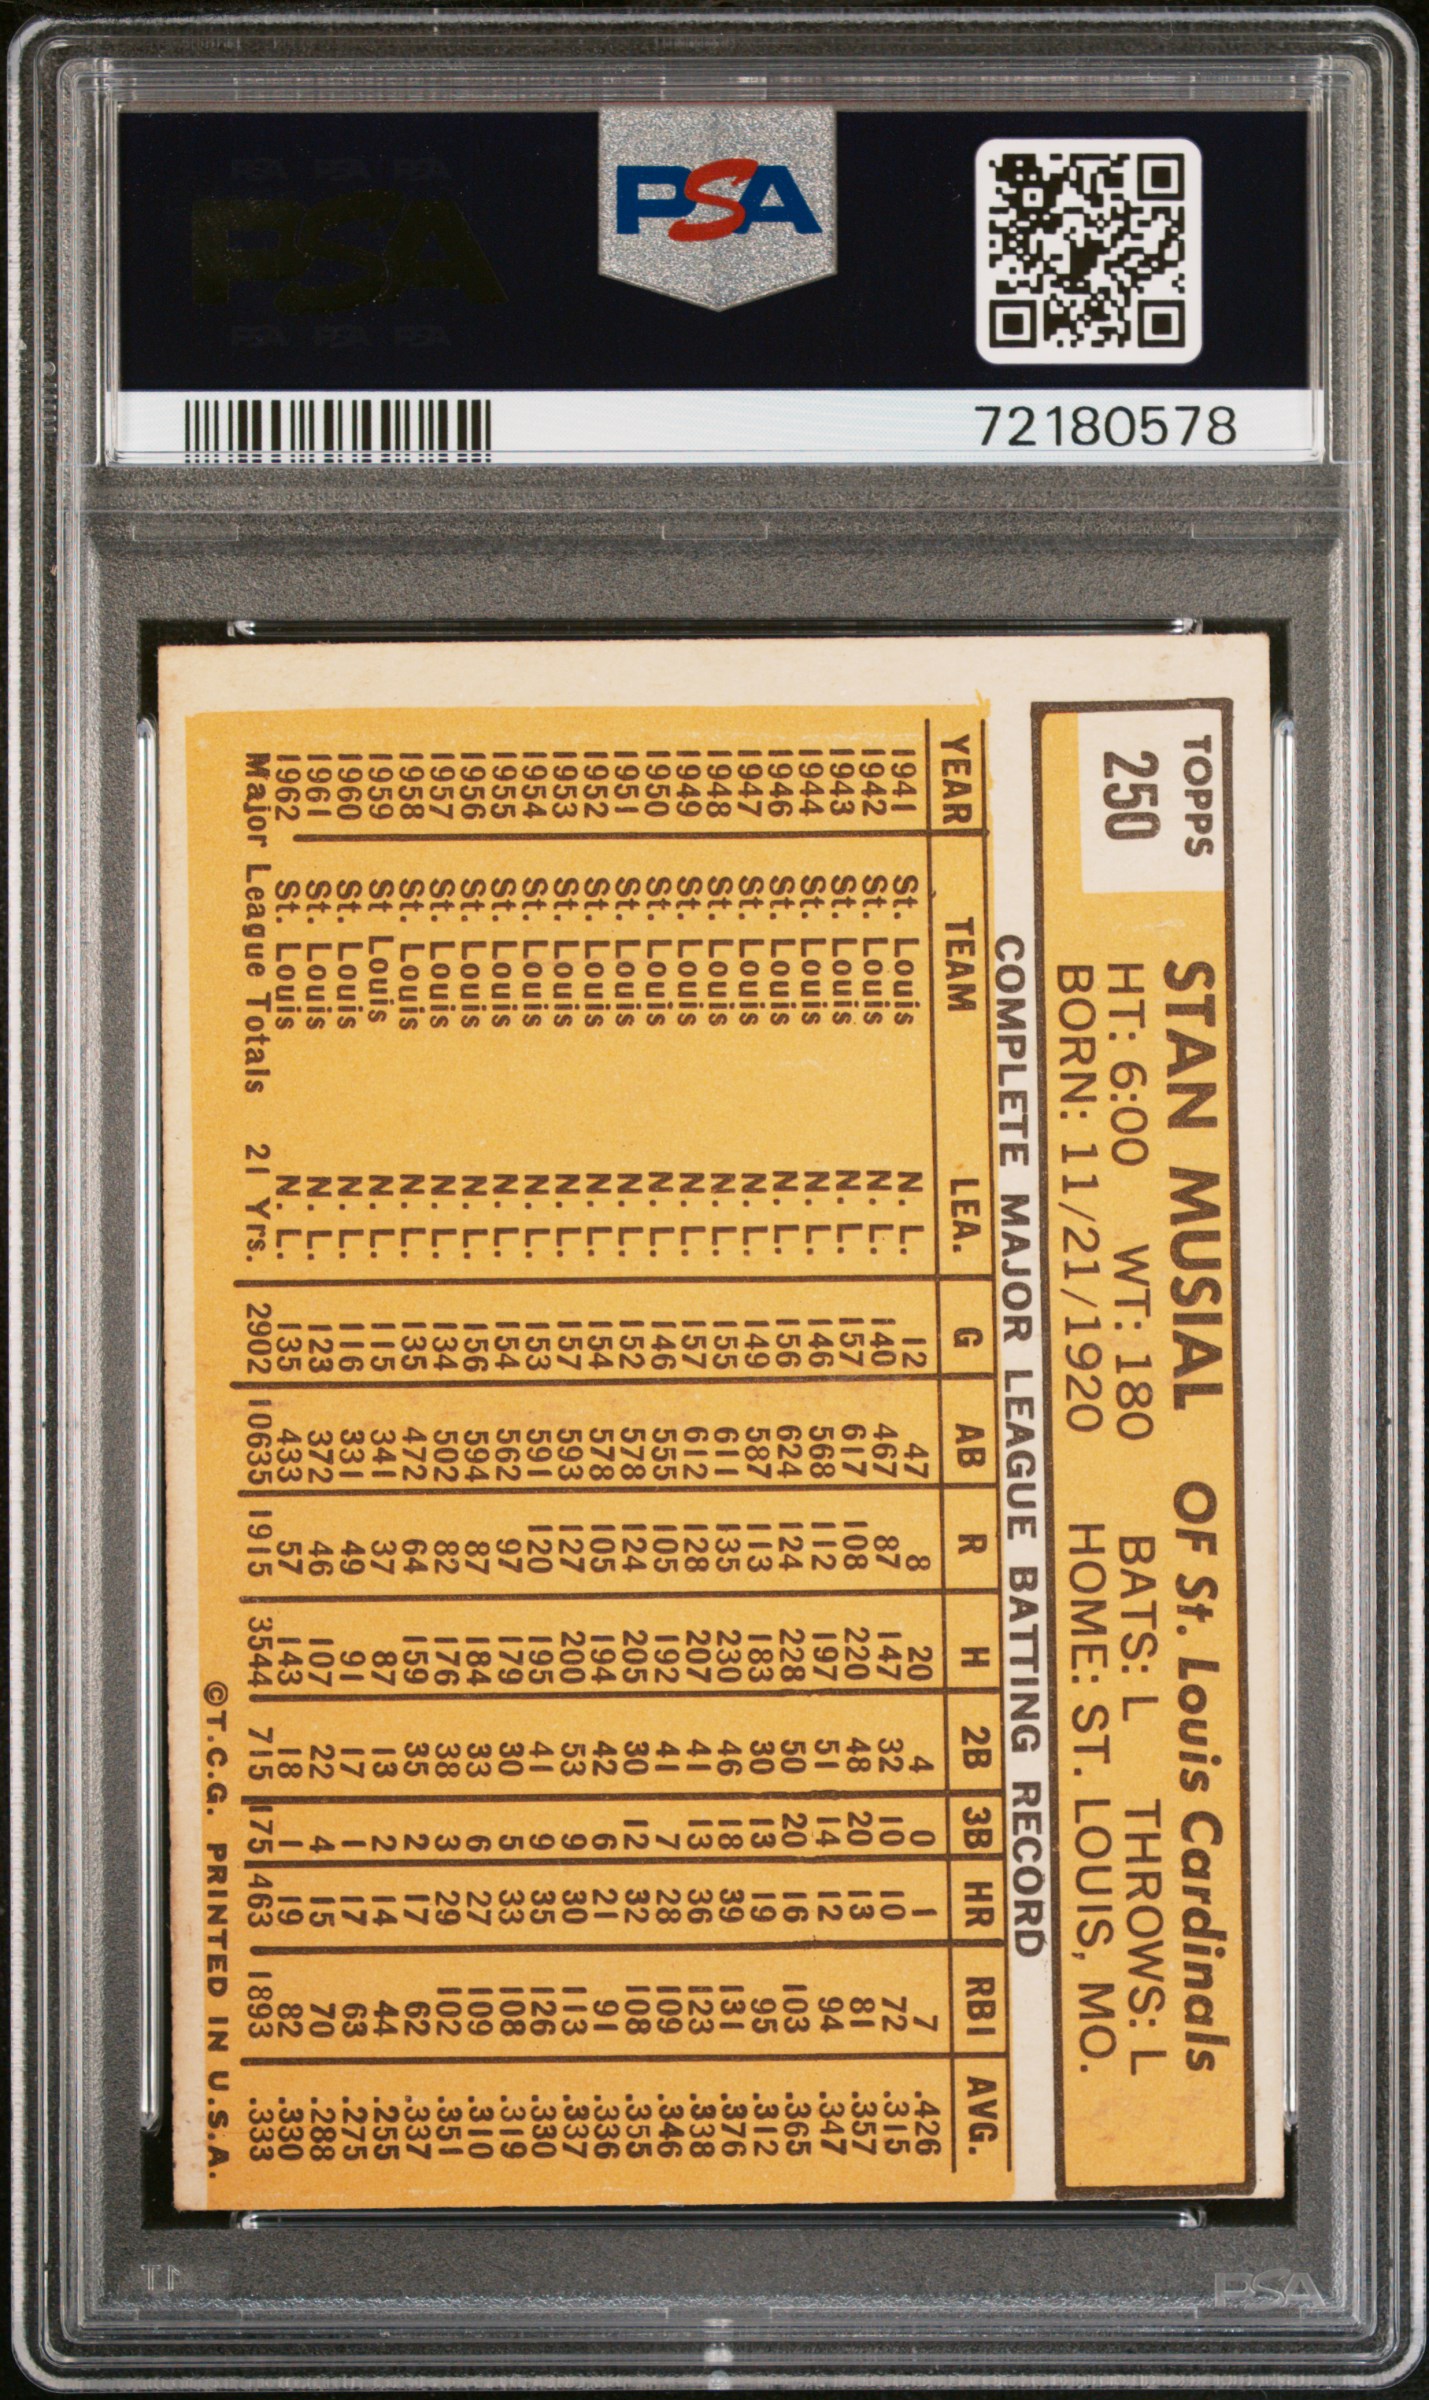 PSA PSA PSA
PSA
PSA PSA PSA
PSA
72180578
TOPPS
250
STAN MUSIAL OF St. Louis Cardinals
HT: 6:00 WT: 180 BATS: L THROWS: L
BORN: 11/21/1920 HOME: ST. LOUIS, MO.
COMPLETE MAJOR LEAGUE BATTING RECORD
YEAR TEAM LEA. G AB R H 2B 3B HR RBI AVG.
1941 St. Louis N. L. 12 47 8 20 4 0 1 7 .426
1942 St. Louis N. L. 140 467 87 147 32 10 10 72 .315
1943 St. Louis N. L. 157 617 108 220 48 20 13 81 .357
1944 St. Louis N. L. 146 568 112 197 51 14 12 94 .347
1946 St. Louis N. L. 156 624 124 228 50 20 16 103 .365
1947 St. Louis N. L. 149 587 113 183 30 13 19 95 .312
1948 St. Louis N. L. 155 611 135 230 46 18 39 131 .376
1949 St. Louis N. L. 157 612 128 207 41 13 36 123 .338
1950 St. Louis N. L. 146 555 105 192 41 7 28 109 .346
1951 St. Louis N. L. 152 578 124 205 30 12 32 108 .355
1952 St. Louis N. L. 154 578 105 194 42 6 21 91 .336
1953 St. Louis N. L. 157 593 127 200 53 9 30 113 .337
1954 St. Louis N. L. 153 591 120 195 41 9 35 126 .330
1955 St. Louis N. L. 154 562 97 179 30 5 33 108 .319
1956 St. Louis N. L. 156 594 87 184 33 6 27 109 .310
1957 St. Louis N. L. 134 502 82 176 38 3 29 102 .351
1958 St. Louis N. L. 135 472 64 159 35 2 17 62 .337
1959 St Louis N. L. 115 341 37 87 13 2 14 44 .255
1960 St. Louis N. L. 116 331 49 91 17 1 17 63 .275
1961 St. Louis N. L. 123 372 46 107 22 4 15 70 .288
1962 St. Louis N. L. 135 433 57 143 18 1 19 82 .330
Major League Totals 21 Yrs. 2902 10635 1915 3544 715 175 463 1893 .333
©T.C.G. PRINTED IN U.S.A.
PSA